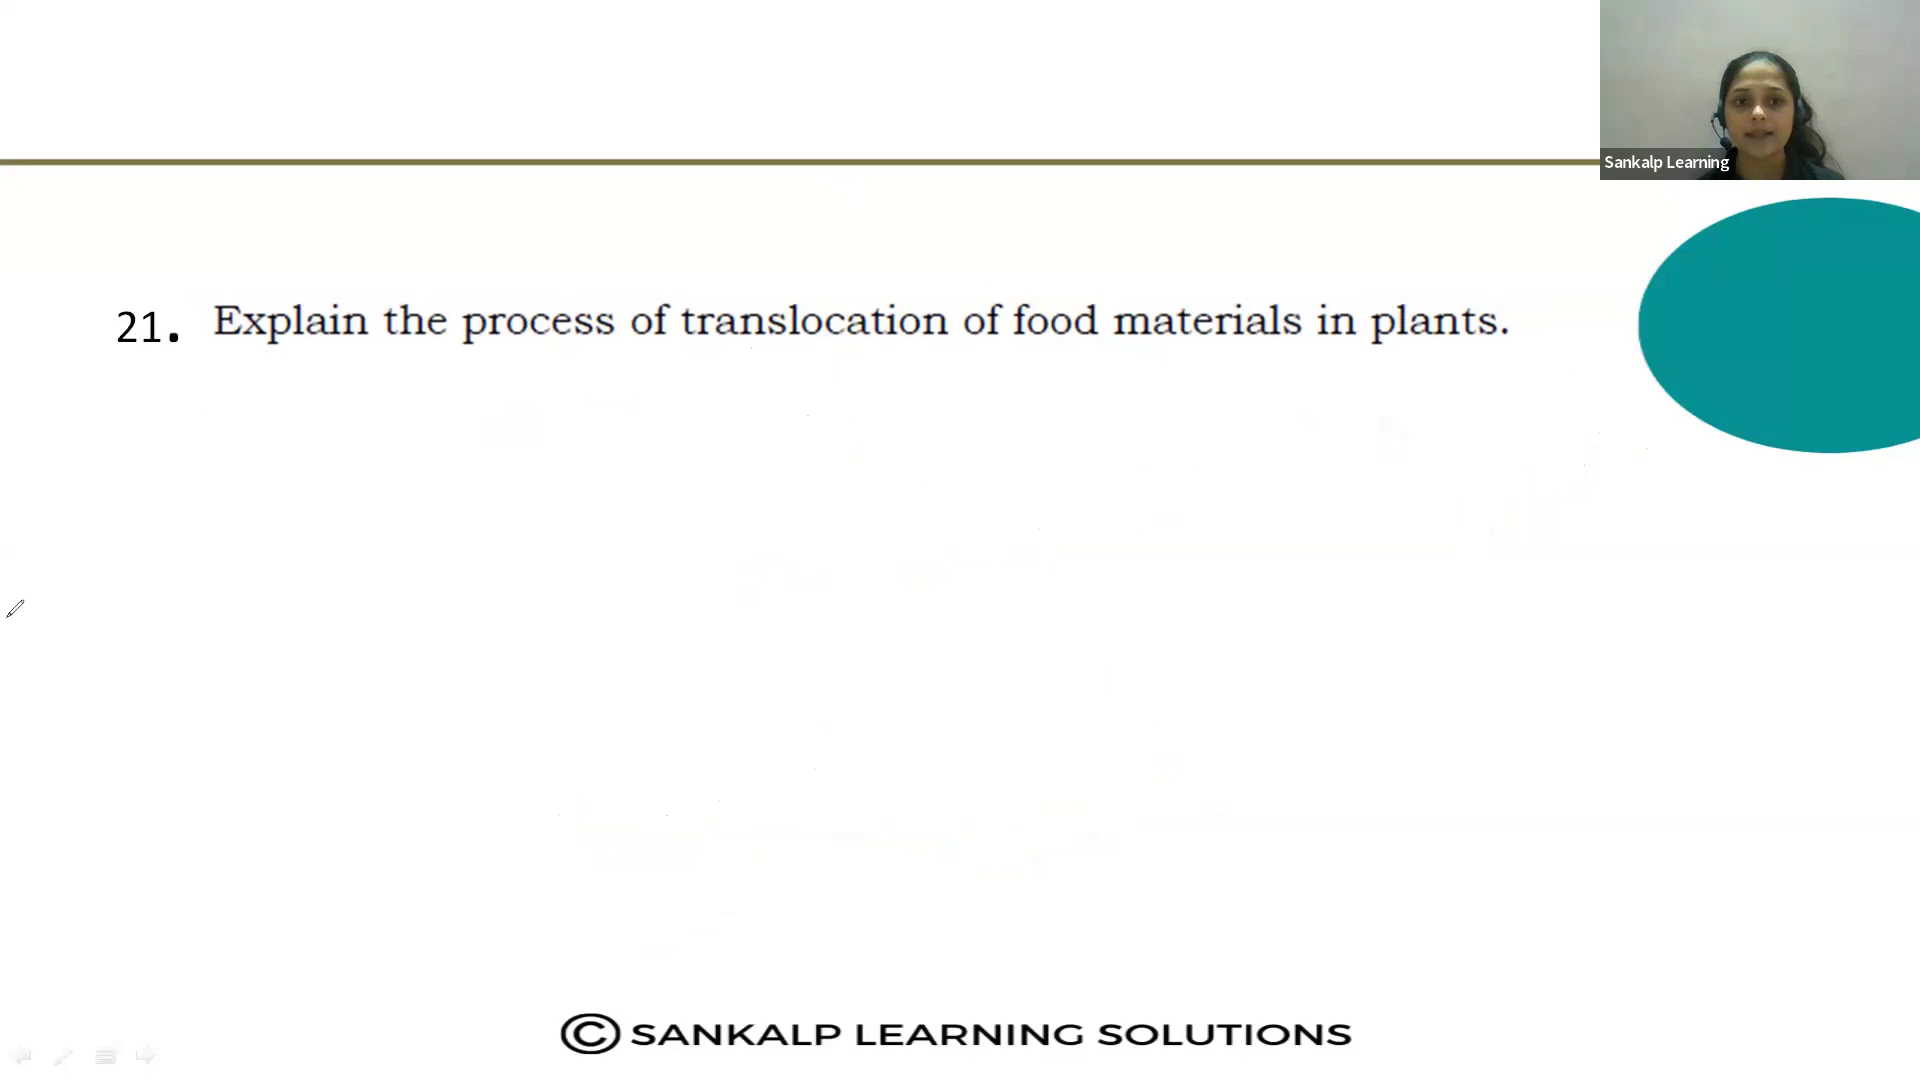 Sankalp Learning
21. Explain the process of translocation of food materials in plants.
© SANKALP LEARNING SOLUTIONS